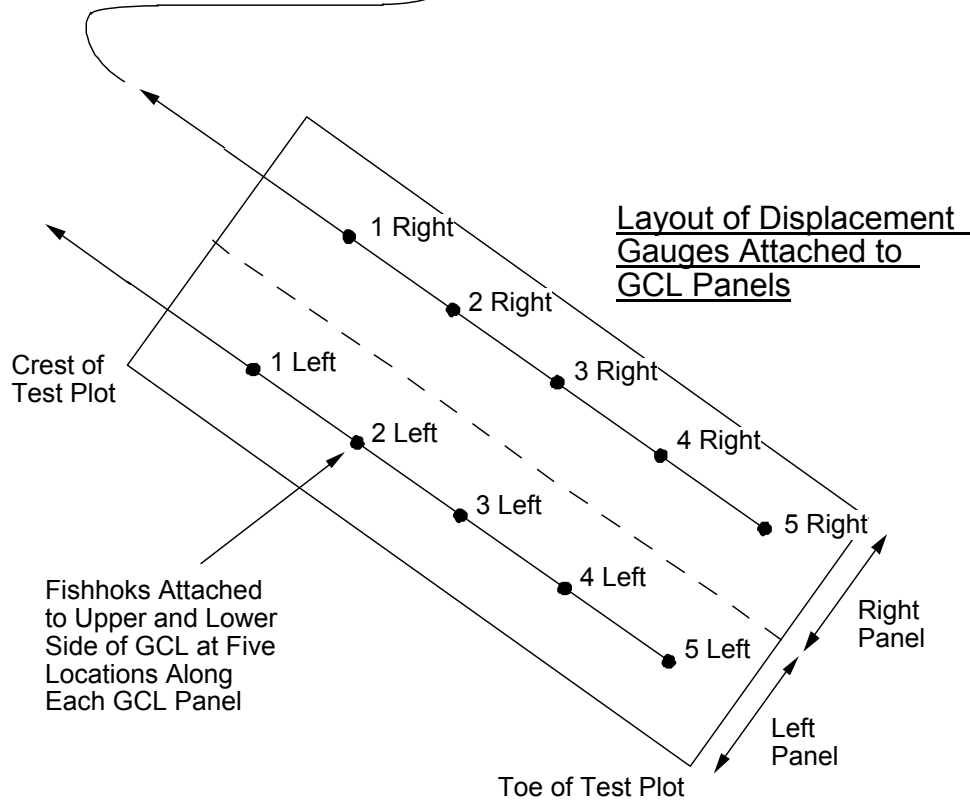 Layout of Displacement
Gauges Attached to
GCL Panels
1 Right
2 Right
3 Right
4 Right
5 Right
Crest of
Test Plot
1 Left
2 Left
3 Left
4 Left
5 Left
Fishhoks Attached
to Upper and Lower
Side of GCL at Five
Locations Along
Each GCL Panel
Right
Panel
Left
Panel
Toe of Test Plot